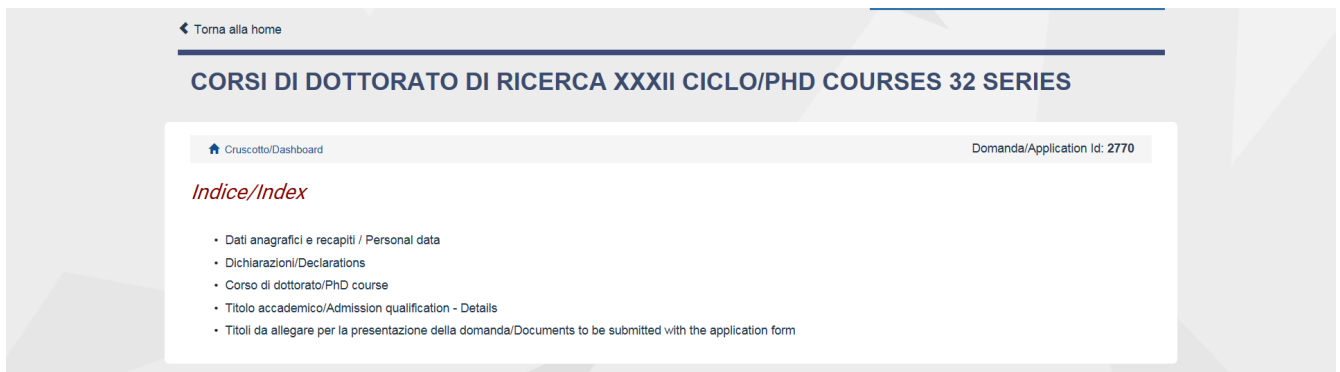 Torna alla home
CORSI DI DOTTORATO DI RICERCA XXXII CICLO/PHD COURSES 32 SERIES
Cruscotto/Dashboard Domanda/Application Id: 2770
Indice/Index
• Dati anagrafici e recapiti / Personal data
• Dichiarazioni/Declarations
• Corso di dottorato/PhD course
• Titolo accademico/Admission qualification - Details
• Titoli da allegare per la presentazione della domanda/Documents to be submitted with the application form